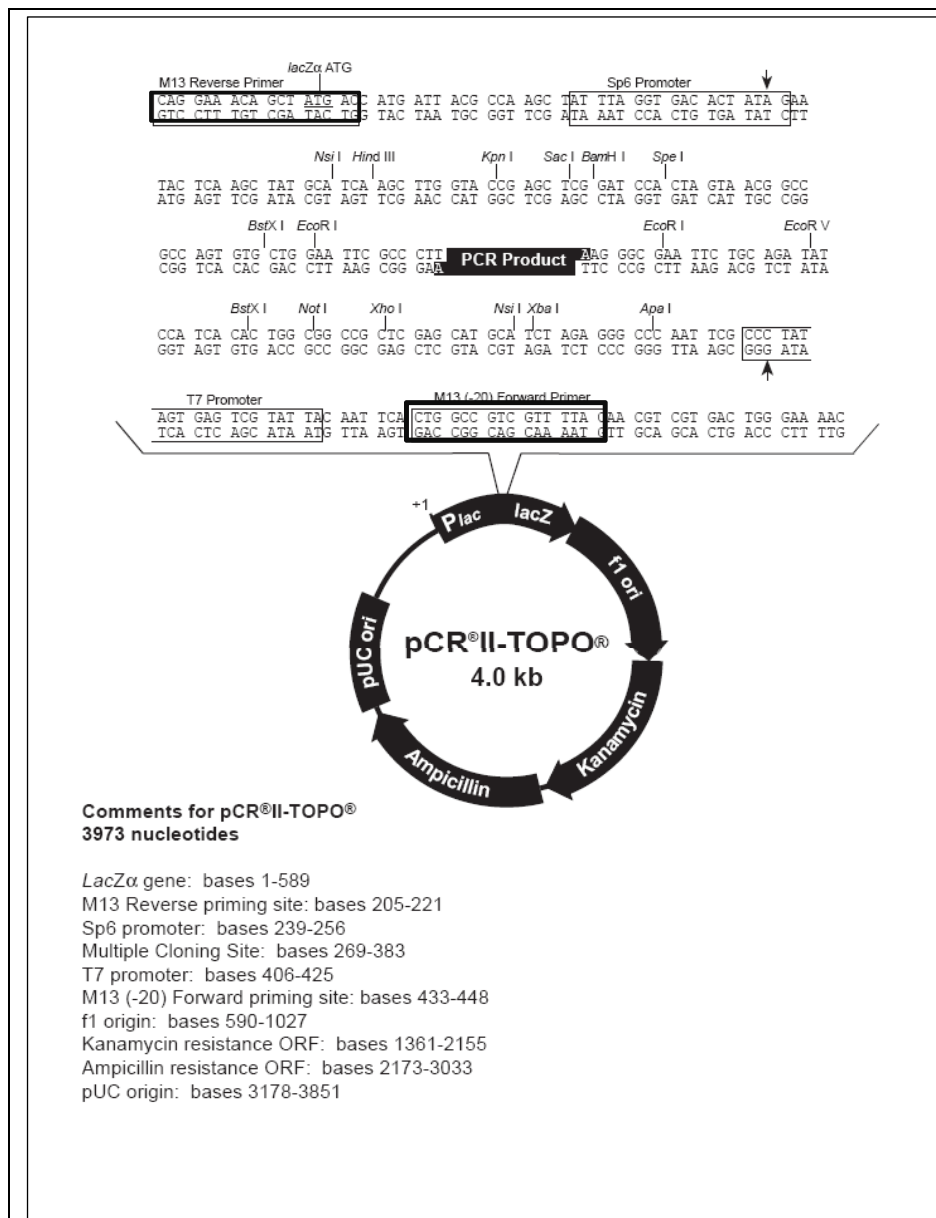 lacZα ATG
M13 Reverse Primer
Sp6 Promoter
CAG GAA ACA GCT ATG ACC ATG ATT ACG CCA AGC TAT TTA GGT GAC ACT ATA GAA
GTC CTT TGT CGA TAC TGG TAC TAA TGC GGT TCG ATA AAT CCA CTG TGA TAT CTT
Nsi I Hind III Kpn I Sac I BamH I Spe I
TAC TCA AGC TAT GCA TCA AGC TTG GTA CCG AGC TCG GAT CCA CTA GTA ACG GCC
ATG AGT TCG ATA CGT AGT TCG AAC CAT GGC TCG AGC CTA GGT GAT CAT TGC CGG
BstX I EcoR I EcoR I EcoR V
GCC AGT GTG CTG GAA TTC GCC CTT PCR Product AAG GGC GAA TTC TGC AGA TAT
CGG TCA CAC GAC CTT AAG CGG GAA TTC CCG CTT AAG ACG TCT ATA
BstX I Not I Xho I Nsi I Xba I Apa I
CCA TCA CAC TGG CGG CCG CTC GAG CAT GCA TCT AGA GGG CCC AAT TCG CCC TAT
GGT AGT GTG ACC GCC GGC GAG CTC GTA CGT AGA TCT CCC GGG TTA AGC GGG ATA
T7 Promoter M13 (-20) Forward Primer
AGT GAG TCG TAT TAC AAT TCA CTG GCC GTC GTT TTA CAA CGT CGT GAC TGG GAA AAC
TCA CTC AGC ATA ATG TTA AGT GAC CGG CAG CAA AAT GTT GCA GCA CTG ACC CTT TTG
+1
Plac
lacZ
f1 ori
Kanamycin
Ampicillin
pUC ori
pCR®II-TOPO®
4.0 kb
Comments for pCR®II-TOPO®
3973 nucleotides
LacZα gene: bases 1-589
M13 Reverse priming site: bases 205-221
Sp6 promoter: bases 239-256
Multiple Cloning Site: bases 269-383
T7 promoter: bases 406-425
M13 (-20) Forward priming site: bases 433-448
f1 origin: bases 590-1027
Kanamycin resistance ORF: bases 1361-2155
Ampicillin resistance ORF: bases 2173-3033
pUC origin: bases 3178-3851